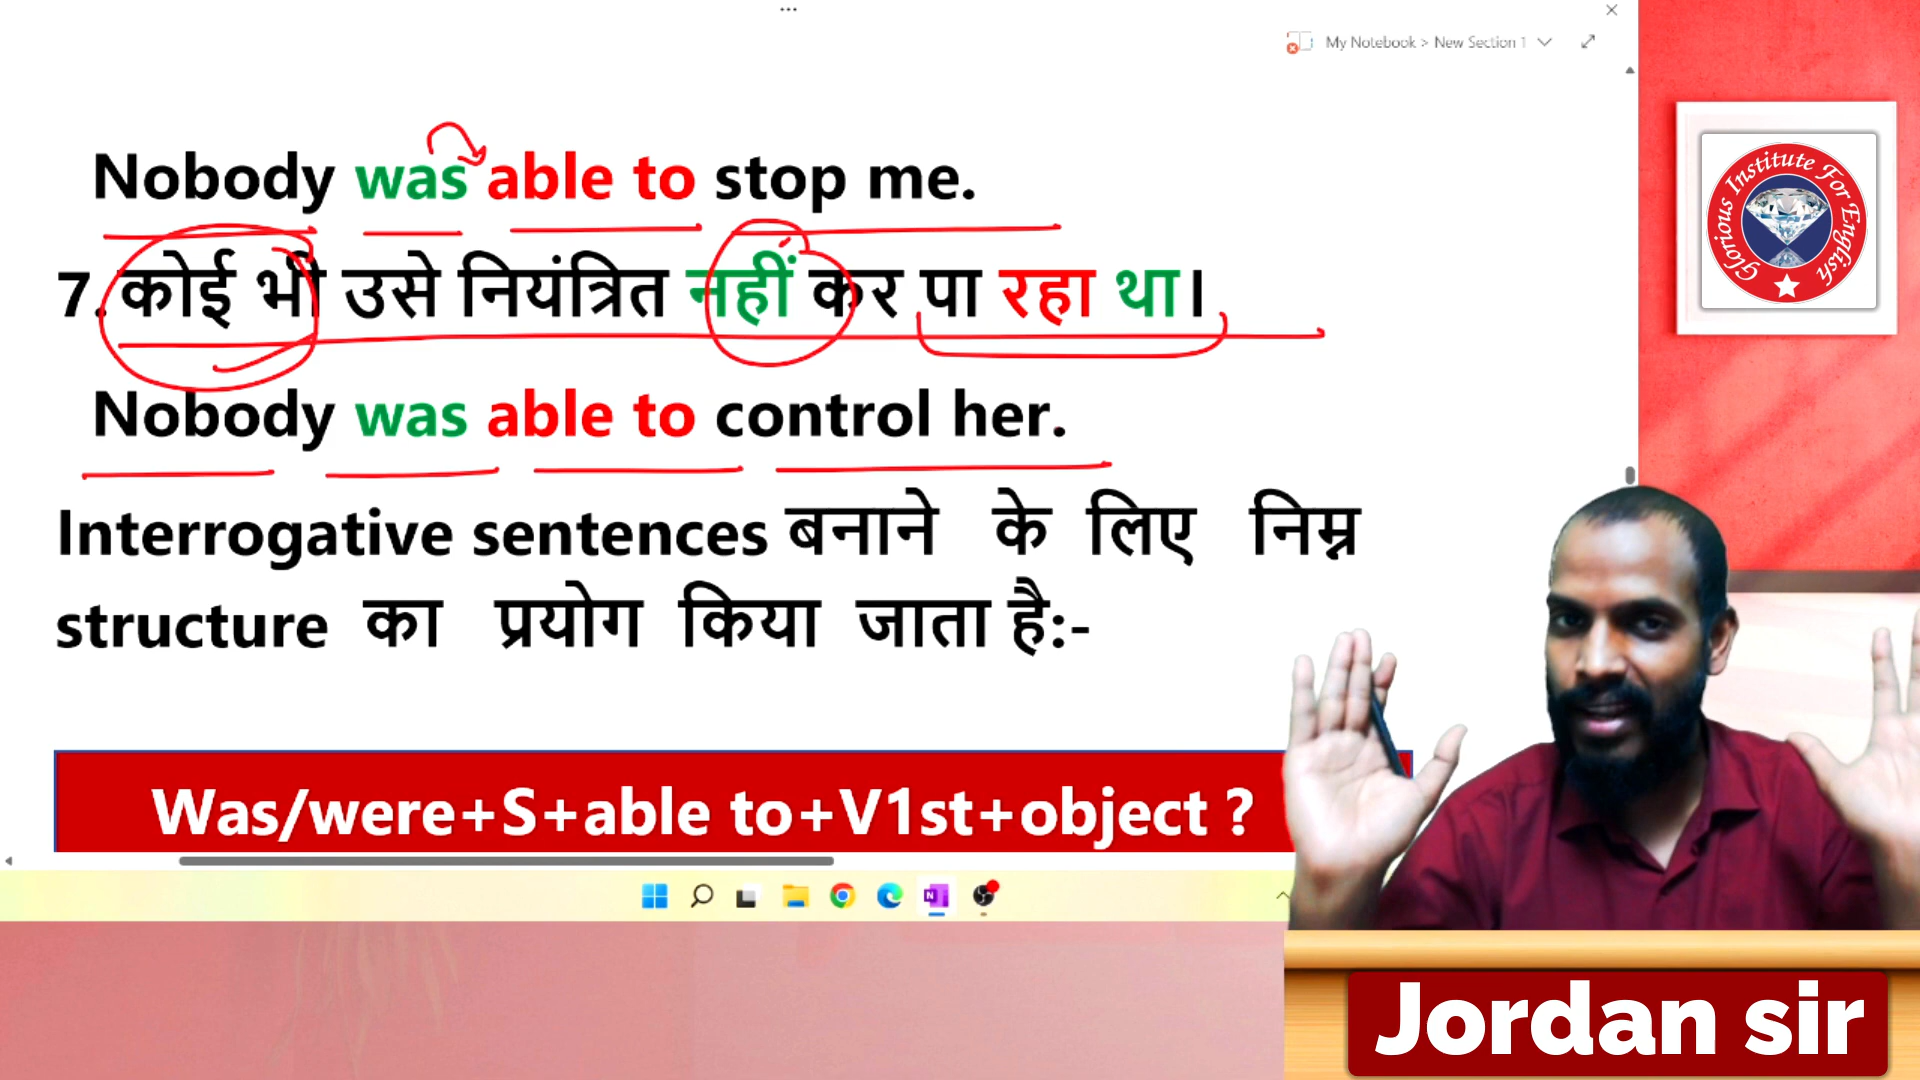 My Notebook > New Section 1
Nobody was able to stop me.
7. कोई भी उसे नियंत्रित नहीं कर पा रहा था।
Nobody was able to control her.
Interrogative sentences बनाने के लिए निम्न
structure का प्रयोग किया जाता है:-
Was/were+S+able to+V1st+object ?
Glorious Institute For English
Jordan sir